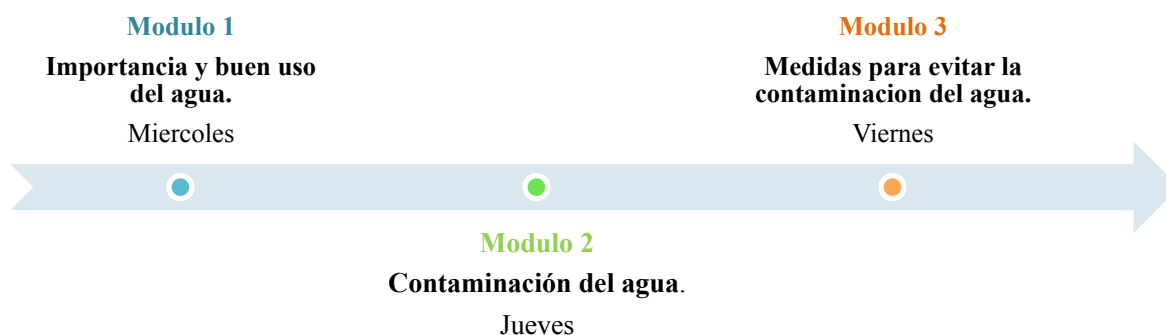 Modulo 1
Importancia y buen uso
del agua.
Miercoles
Modulo 2
Contaminación del agua.
Jueves
Modulo 3
Medidas para evitar la
contaminacion del agua.
Viernes